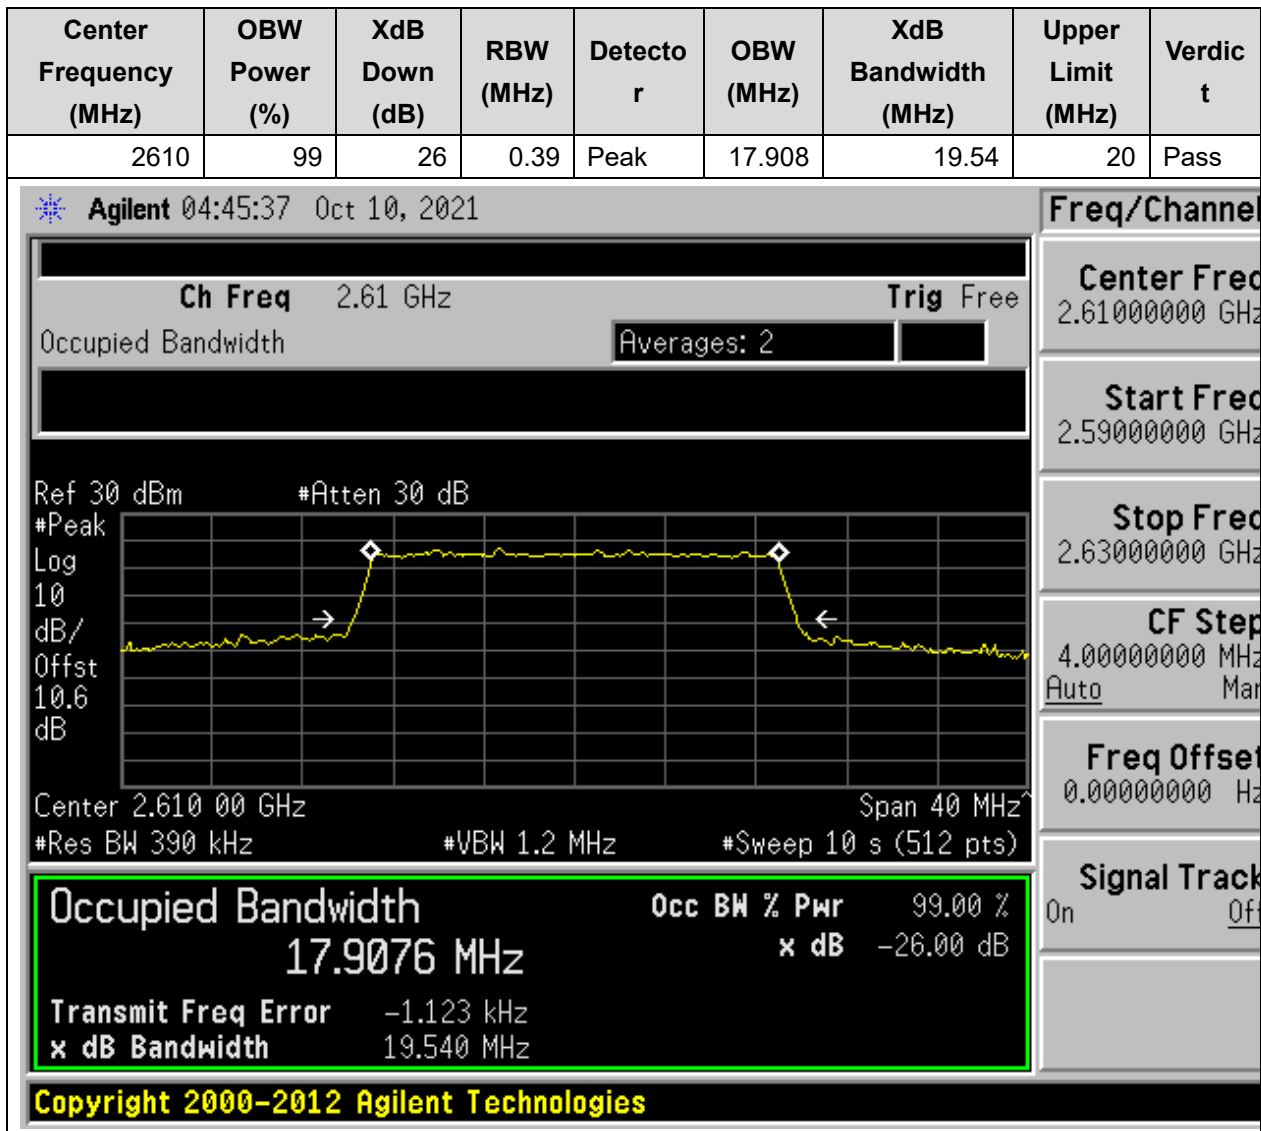 Center Frequency (MHz) OBW Power (%) XdB Down (dB) RBW (MHz) Detector OBW (MHz) XdB Bandwidth (MHz) Upper Limit (MHz) Verdict
2610 99 26 0.39 Peak 17.908 19.54 20 Pass
Agilent 04:45:37 Oct 10, 2021
Freq/Channel
Ch Freq 2.61 GHz Trig Free
Occupied Bandwidth Averages: 2
Ref 30 dBm #Atten 30 dB
#Peak
Log
10
dB/
Offst
10.6
dB
Center 2.610 00 GHz Span 40 MHz^
#Res BW 390 kHz #VBW 1.2 MHz #Sweep 10 s (512 pts)
Occupied Bandwidth
17.9076 MHz
Occ BW % Pwr 99.00 %
x dB -26.00 dB
Transmit Freq Error -1.123 kHz
x dB Bandwidth 19.540 MHz
Center Freq
2.61000000 GHz
Start Freq
2.59000000 GHz
Stop Freq
2.63000000 GHz
CF Step
4.00000000 MHz
Auto Man
Freq Offset
0.00000000 Hz
Signal Track
On Off
Copyright 2000-2012 Agilent Technologies